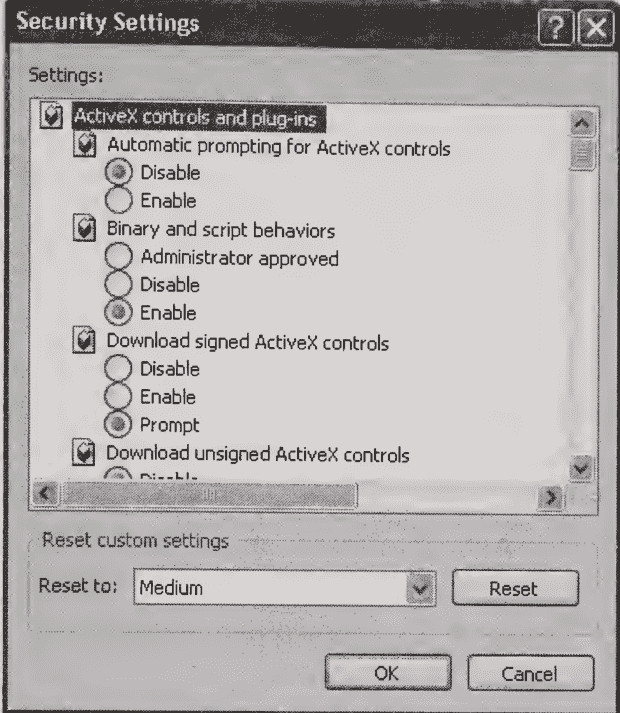 Security Settings
Settings:
ActiveX controls and plug-ins
Automatic prompting for ActiveX controls
Disable
Enable
Binary and script behaviors
Administrator approved
Disable
Enable
Download signed ActiveX controls
Disable
Enable
Prompt
Download unsigned ActiveX controls
Disable
Reset custom settings
Reset to: Medium Reset
OK Cancel